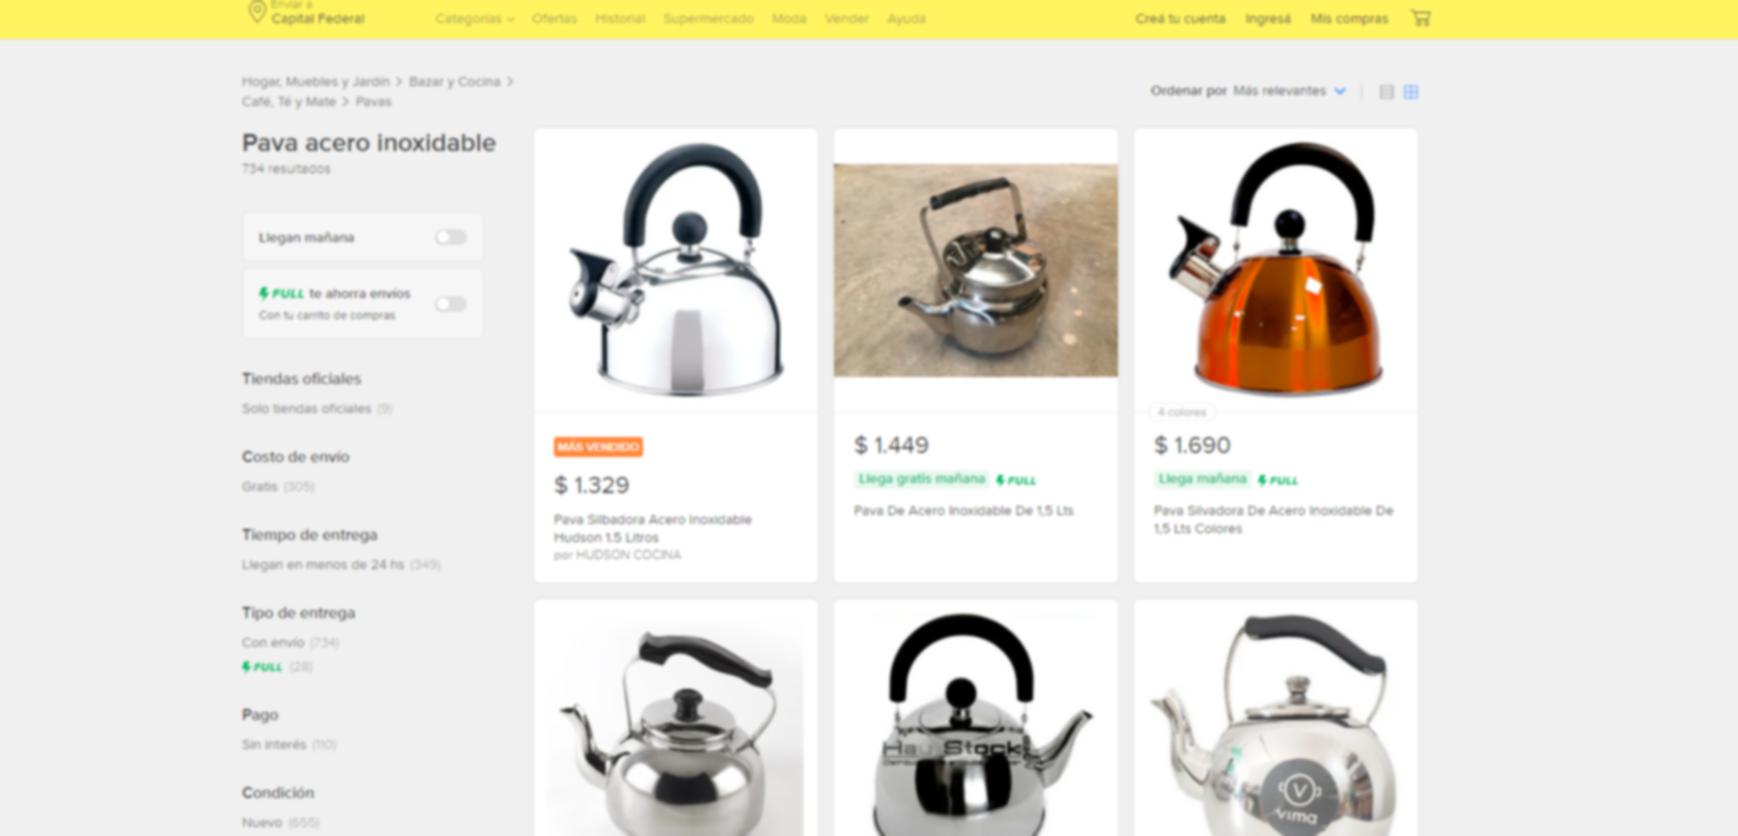 Enviar a
Capital Federal
Categorías
Ofertas
Historial
Supermercado
Moda
Vender
Ayuda
Creá tu cuenta
Ingresá
Mis compras
Hogar, Muebles y Jardín > Bazar y Cocina >
Café, Té y Mate > Pavas
Ordenar por Más relevantes
Pava acero inoxidable
734 resultados
Llegan mañana
FULL te ahorra envíos
Con tu carrito de compras
Tiendas oficiales
Solo tiendas oficiales (9)
Costo de envío
Gratis (305)
Tiempo de entrega
Llegan en menos de 24 hs (349)
Tipo de entrega
Con envío (734)
FULL (28)
Pago
Sin interés (110)
Condición
Nuevo (655)
MÁS VENDIDO
$ 1.329
Pava Silbadora Acero Inoxidable
Hudson 1.5 Litros
por HUDSON COCINA
$ 1.449
Llega gratis mañana FULL
Pava De Acero Inoxidable De 1,5 Lts
4 colores
$ 1.690
Llega mañana FULL
Pava Silvadora De Acero Inoxidable De
1,5 Lts Colores
Stock
vima